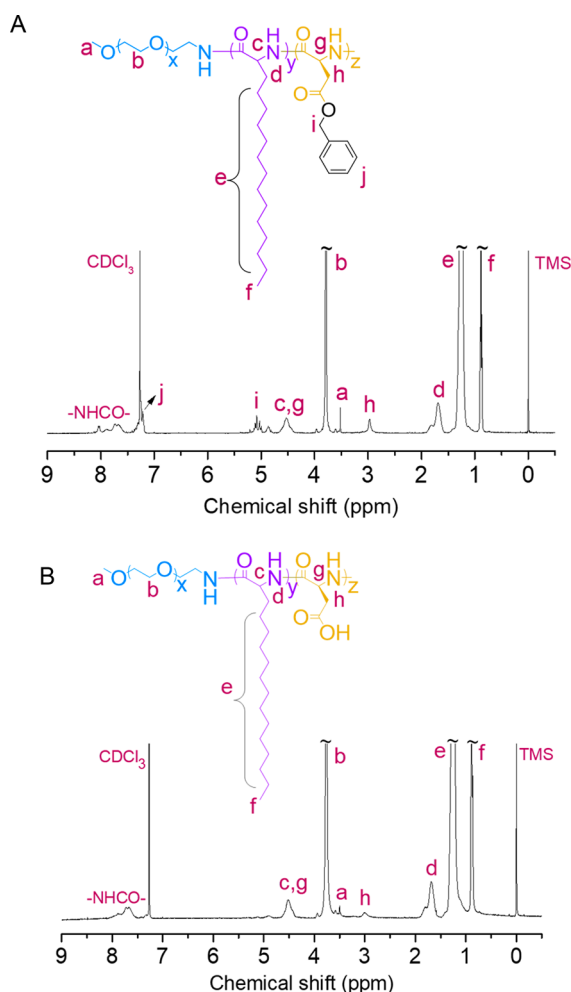 A
a O b O x N H O c H N d y O g H N h z
O O i
j
e
f
CDCl3 b e f TMS
-NHCO- j i c,g a h d
9 8 7 6 5 4 3 2 1 0
Chemical shift (ppm)
B
a O b O x N H O c H N d y O g H N h z
O OH
e
f
CDCl3 b e f TMS
-NHCO- c,g a h d
9 8 7 6 5 4 3 2 1 0
Chemical shift (ppm)